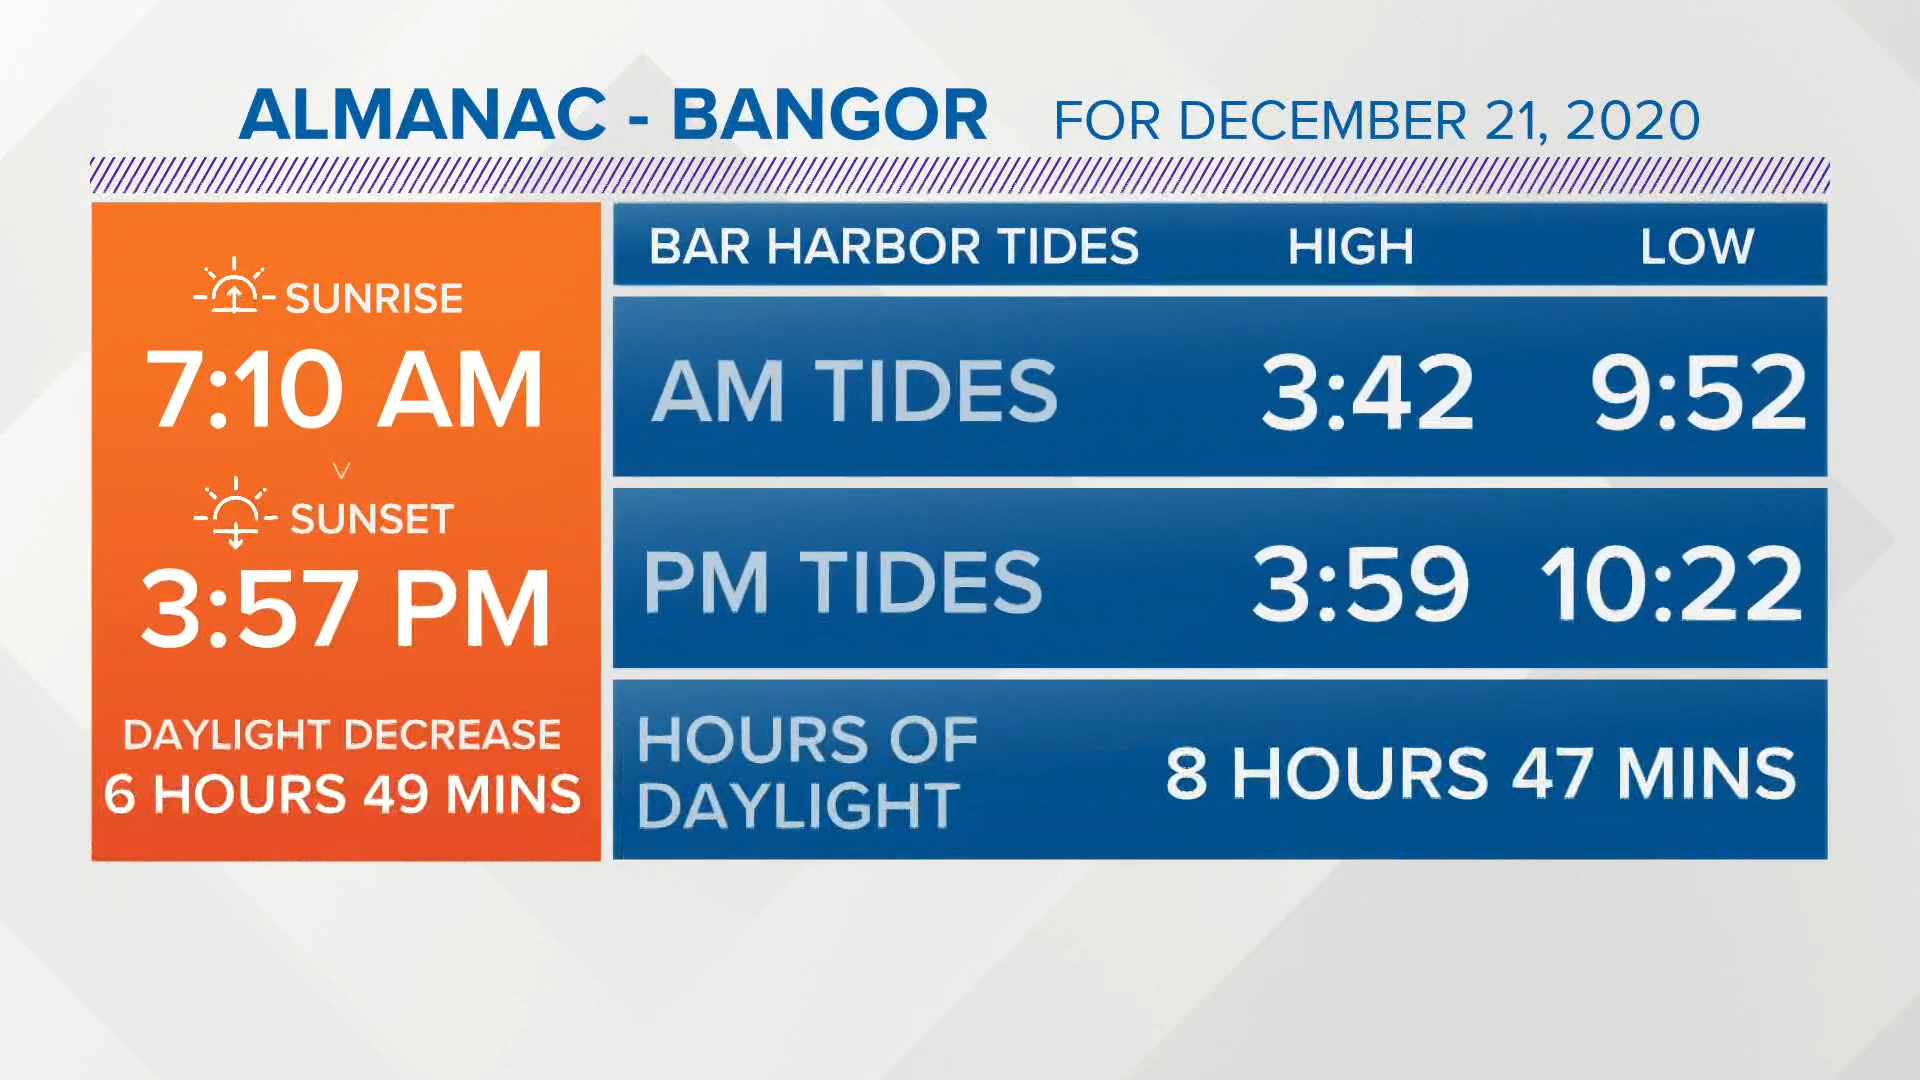 ALMANAC - BANGOR FOR DECEMBER 21, 2020
SUNRISE
7:10 AM
SUNSET
3:57 PM
DAYLIGHT DECREASE
6 HOURS 49 MINS
BAR HARBOR TIDES HIGH LOW
AM TIDES 3:42 9:52
PM TIDES 3:59 10:22
HOURS OF
DAYLIGHT
8 HOURS 47 MINS